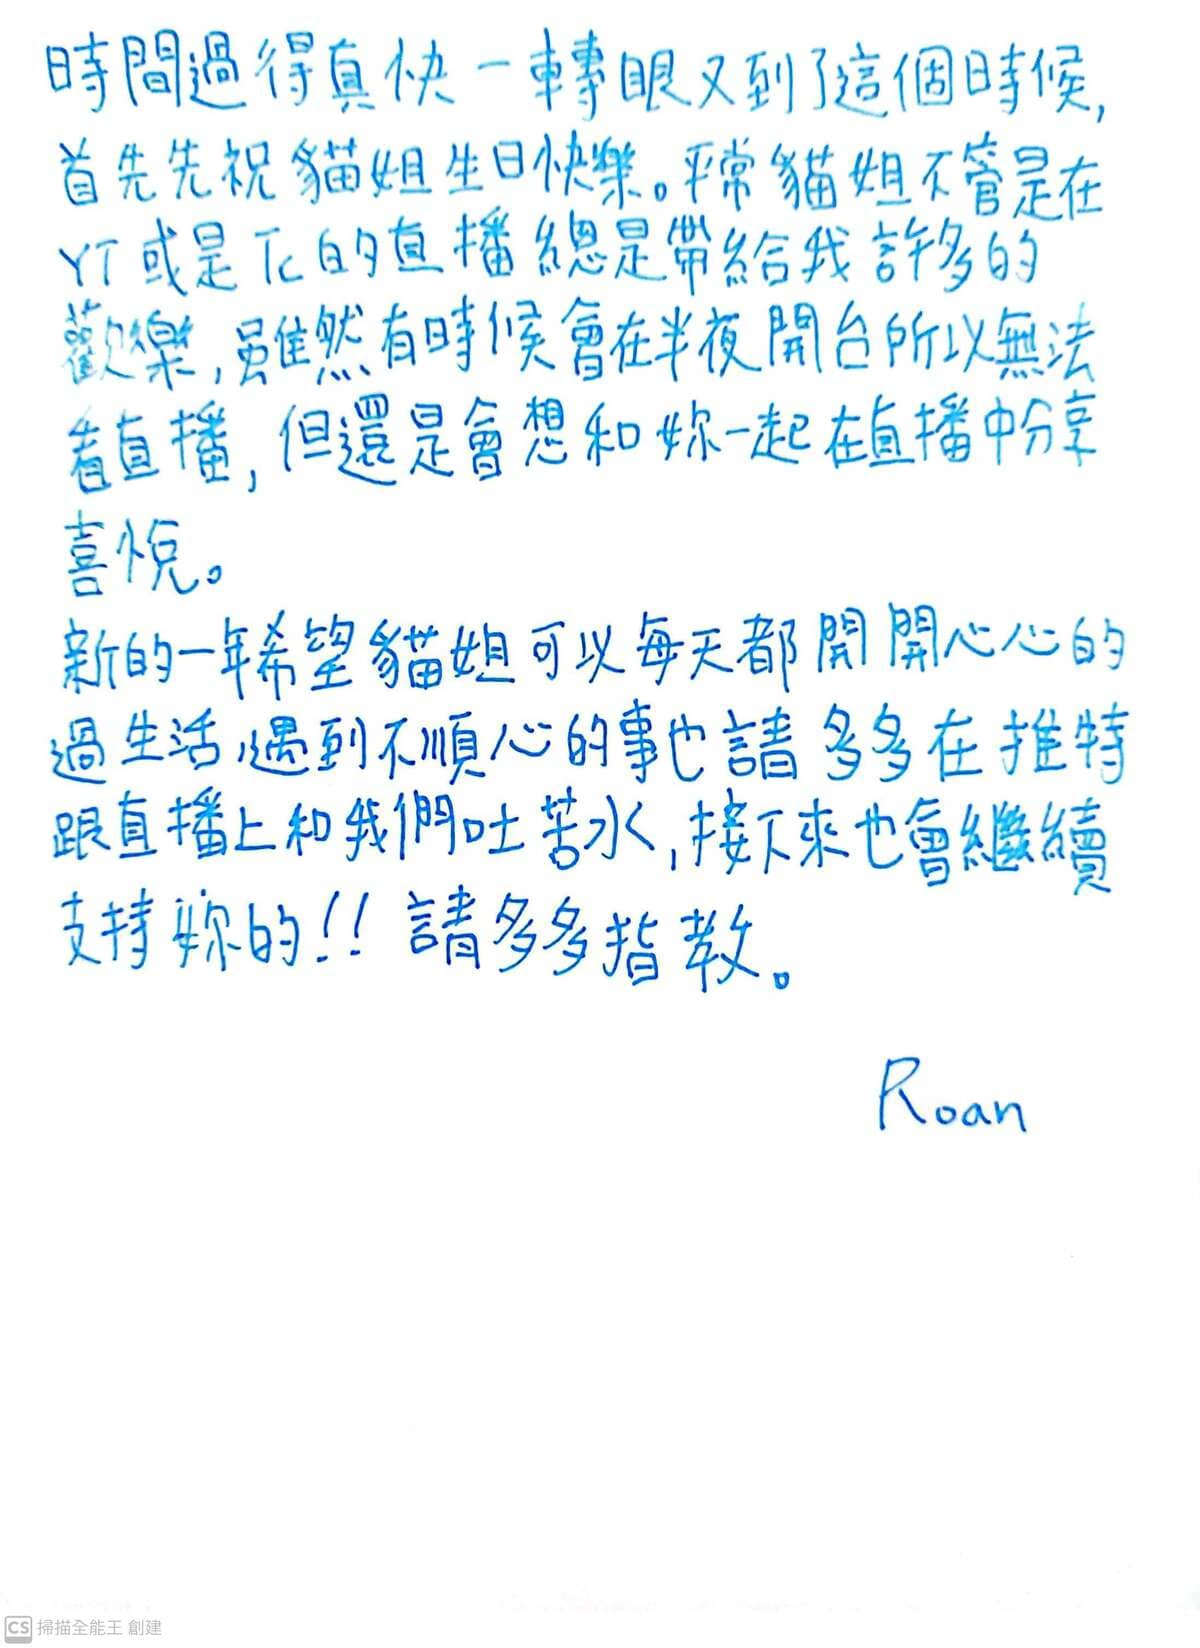 時間過得真快一轉眼又到了這個時候,
首先先祝貓姐生日快樂。平常貓姐不管是在
YT或是Tc的直播總是帶給我許多的
歡樂,雖然有時候會在半夜開台所以無法
看直播,但還是會想和妳一起在直播中分享
喜悅。
新的一年希望貓姐可以每天都開開心心的
過生活,遇到不順心的事也請多多在推特
跟直播上和我們吐苦水,接下來也會繼續
支持妳的!!請多多指教。
Roan
CS 掃描全能王 創建